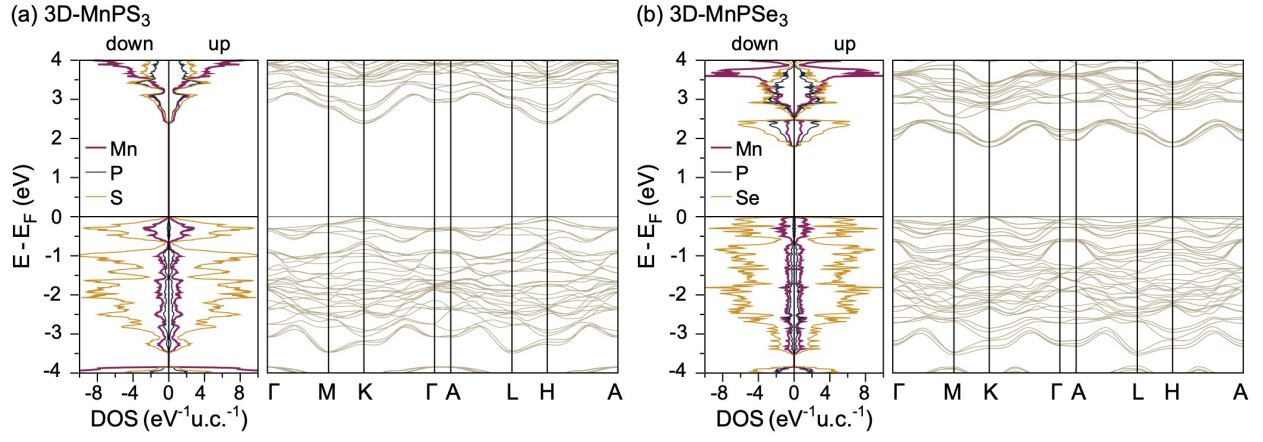 (a) 3D-MnPS₃
down up
4
3
2
1
0
-1
-2
-3
-4
E - E_F (eV)
Mn
P
S
-8 -4 0 4 8
DOS (eV⁻¹u.c.⁻¹)
Γ M K Γ A L H A
(b) 3D-MnPSe₃
down up
4
3
2
1
0
-1
-2
-3
-4
E - E_F (eV)
Mn
P
Se
-8 -4 0 4 8
DOS (eV⁻¹u.c.⁻¹)
Γ M K Γ A L H A